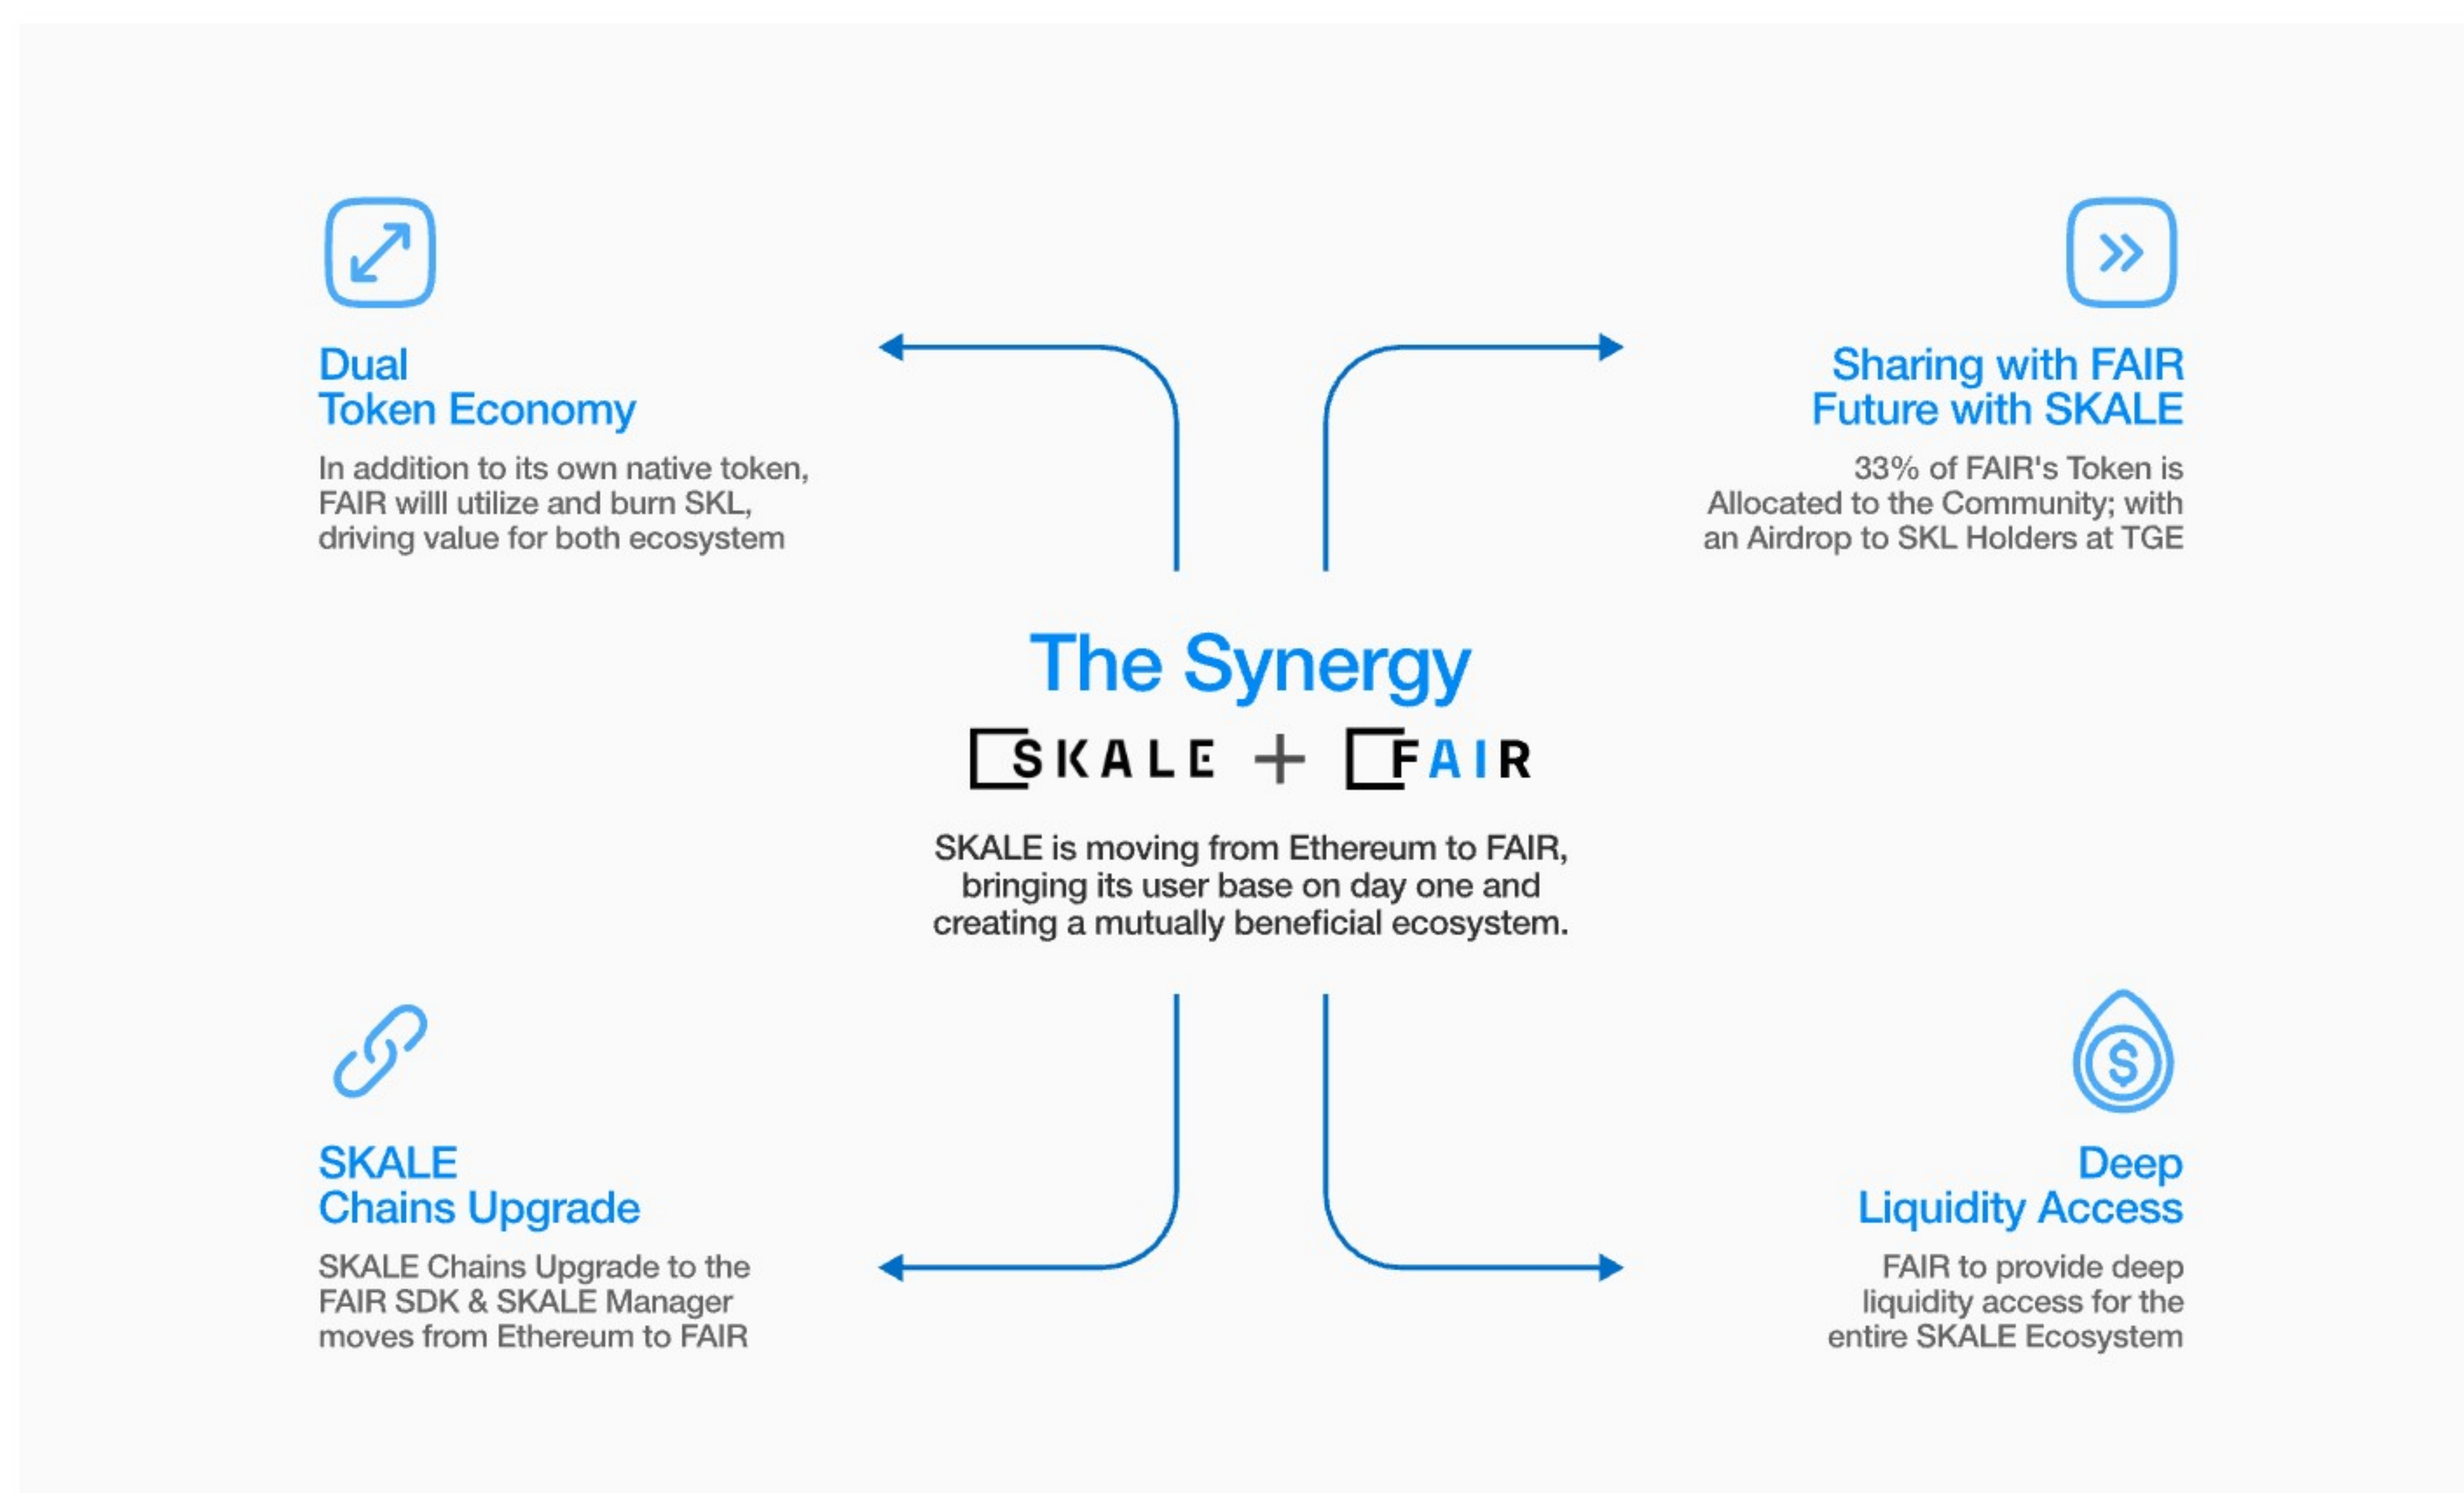 Dual
Token Economy
In addition to its own native token,
FAIR willl utilize and burn SKL,
driving value for both ecosystem
Sharing with FAIR
Future with SKALE
33% of FAIR's Token is
Allocated to the Community; with
an Airdrop to SKL Holders at TGE
The Synergy
SKALE + FAIR
SKALE is moving from Ethereum to FAIR,
bringing its user base on day one and
creating a mutually beneficial ecosystem.
SKALE
Chains Upgrade
SKALE Chains Upgrade to the
FAIR SDK & SKALE Manager
moves from Ethereum to FAIR
$
Deep
Liquidity Access
FAIR to provide deep
liquidity access for the
entire SKALE Ecosystem